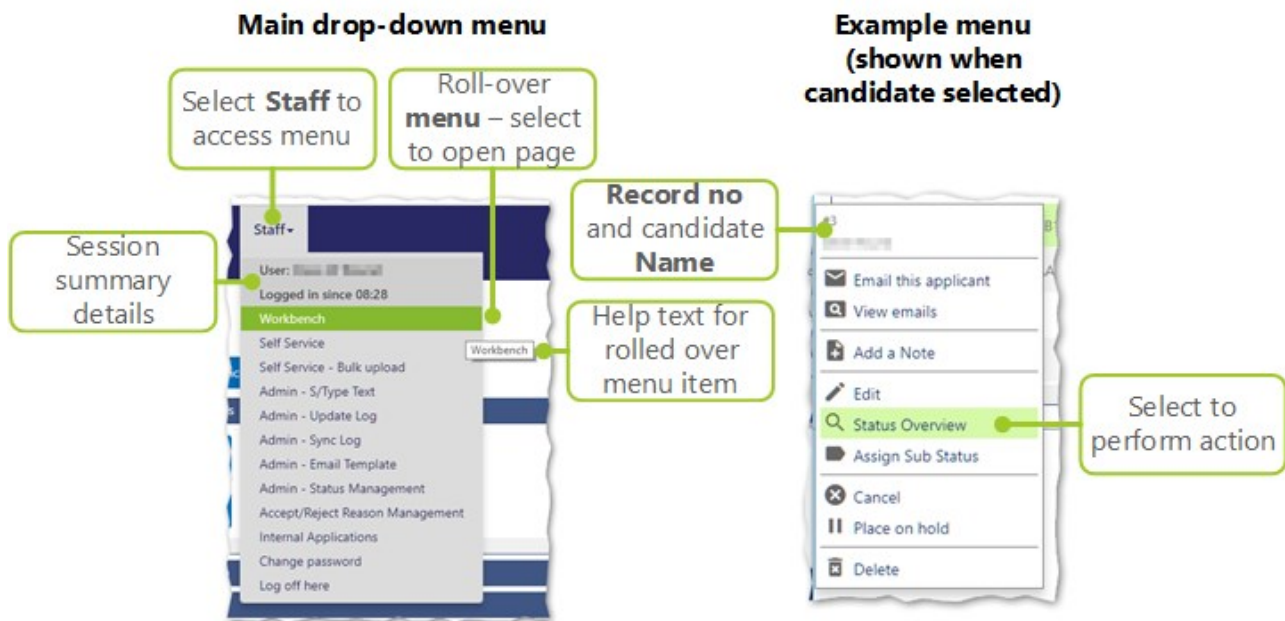 Main drop-down menu
Select Staff to
access menu
Roll-over
menu – select
to open page
Session
summary
details
Staff
User:
Logged in since 08:28
Workbench
Self Service
Self Service - Bulk upload
Admin - S/Type Text
Admin - Update Log
Admin - Sync Log
Admin - Email Template
Admin - Status Management
Accept/Reject Reason Management
Internal Applications
Change password
Log off here
Workbench
Help text for
rolled over
menu item
Example menu
(shown when
candidate selected)
Record no
and candidate
Name
Email this applicant
View emails
Add a Note
Edit
Status Overview
Assign Sub Status
Cancel
Place on hold
Delete
Select to
perform action